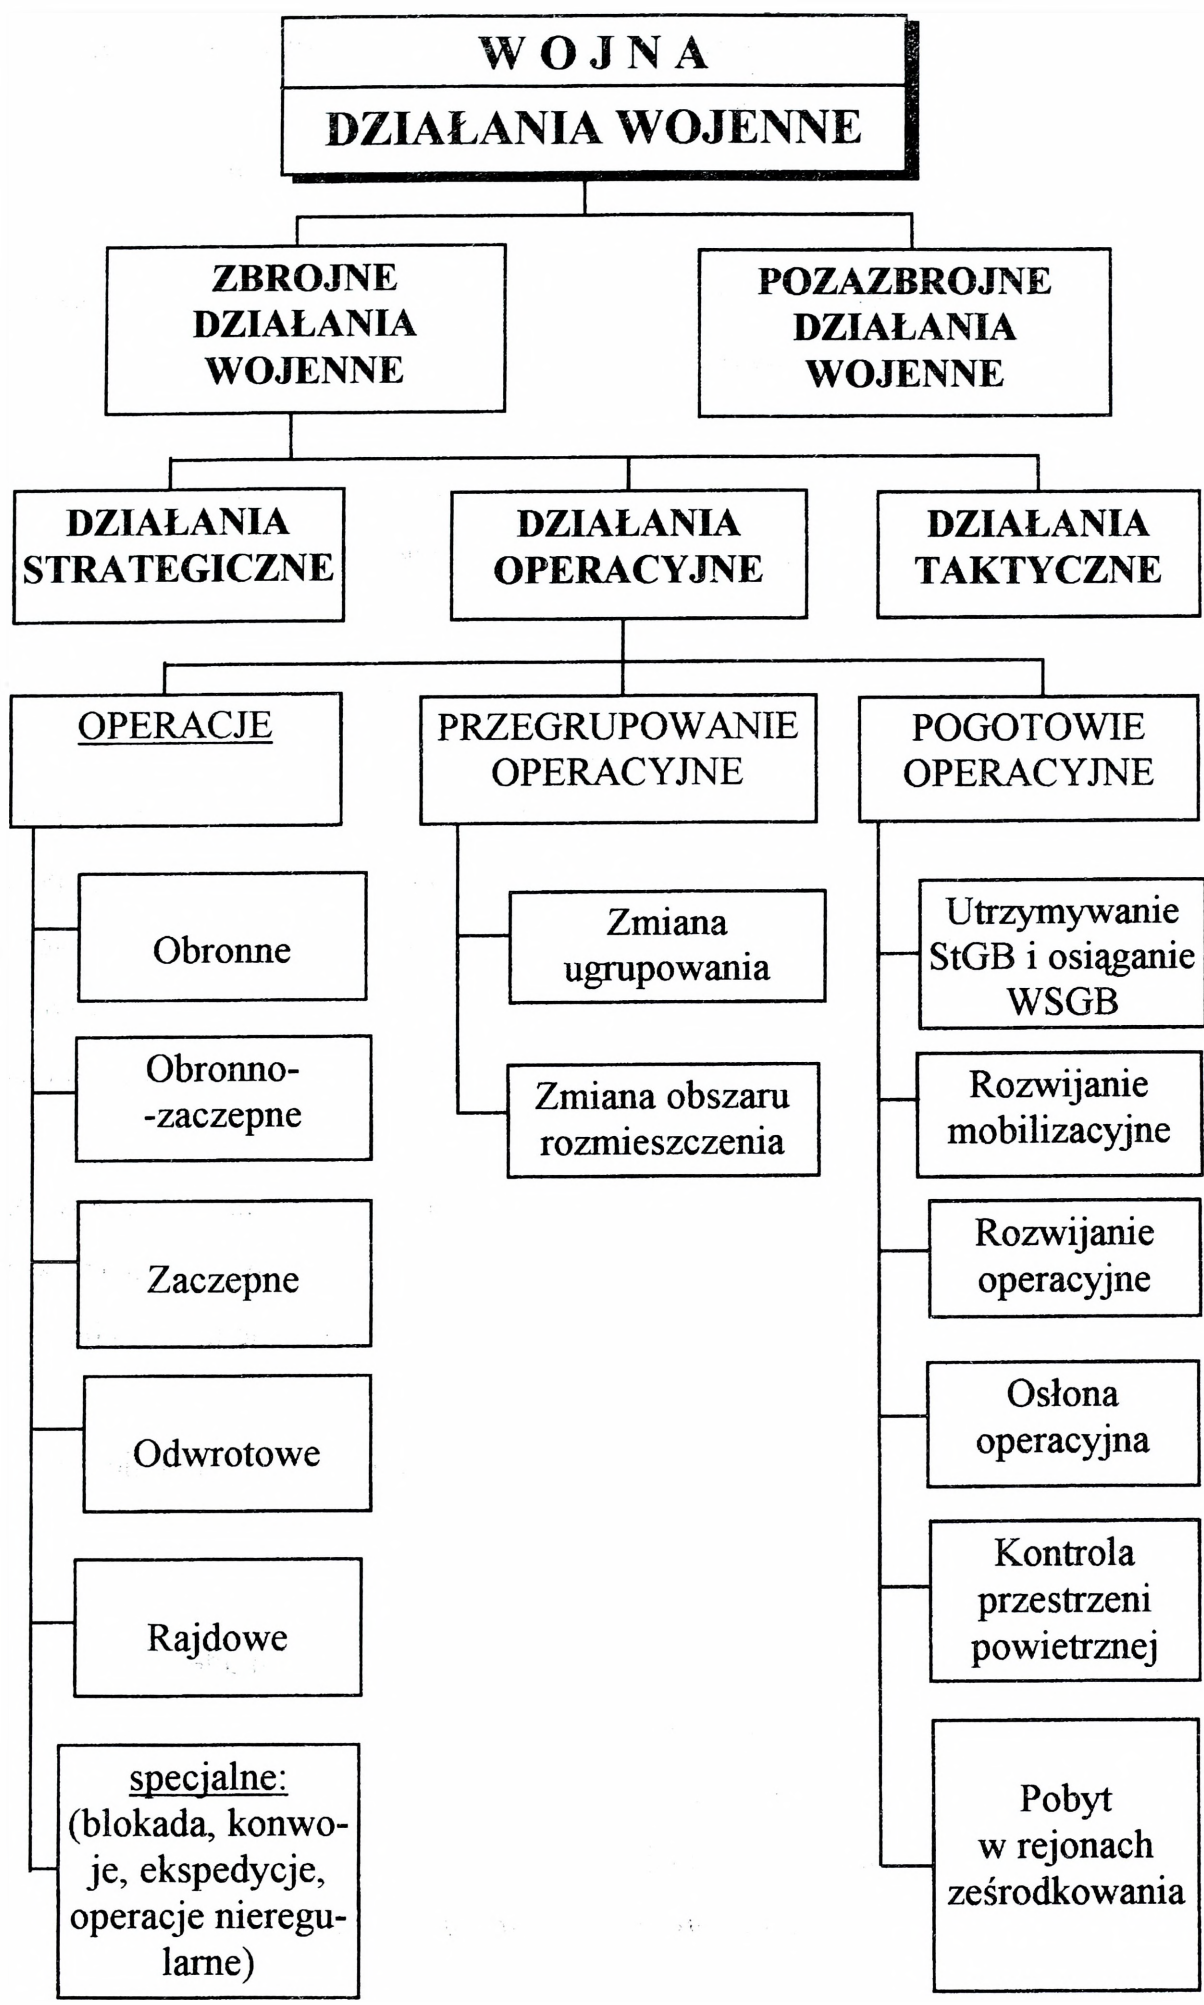 W O J N A
DZIAŁANIA WOJENNE
ZBROJNE
DZIAŁANIA
WOJENNE
POZAZBROJNE
DZIAŁANIA
WOJENNE
DZIAŁANIA
STRATEGICZNE
DZIAŁANIA
OPERACYJNE
DZIAŁANIA
TAKTYCZNE
OPERACJE
Obronne
Obronno-
-zaczepne
Zaczepne
Odwrotowe
Rajdowe
specjalne:
(blokada, konwo-
je, ekspedycje,
operacje nieregu-
larne)
PRZEGRUPOWANIE
OPERACYJNE
Zmiana
ugrupowania
Zmiana obszaru
rozmieszczenia
POGOTOWIE
OPERACYJNE
Utrzymywanie
StGB i osiąganie
WSGB
Rozwijanie
mobilizacyjne
Rozwijanie
operacyjne
Osłona
operacyjna
Kontrola
przestrzeni
powietrznej
Pobyt
w rejonach
ześrodkowania